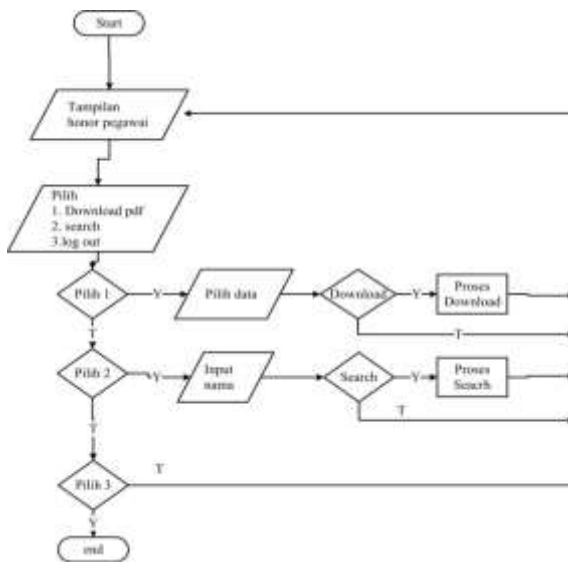 Start
Tampilan
honor pegawai
Pilih
1. Download pdf
2. search
3.log out
Pilih 1
Y
Pilih data
Download
Y
Proses
Download
T
T
Pilih 2
Y
Input
nama
Search
Y
Proses
Seacrh
T
Y
T
Pilih 3
Y
end